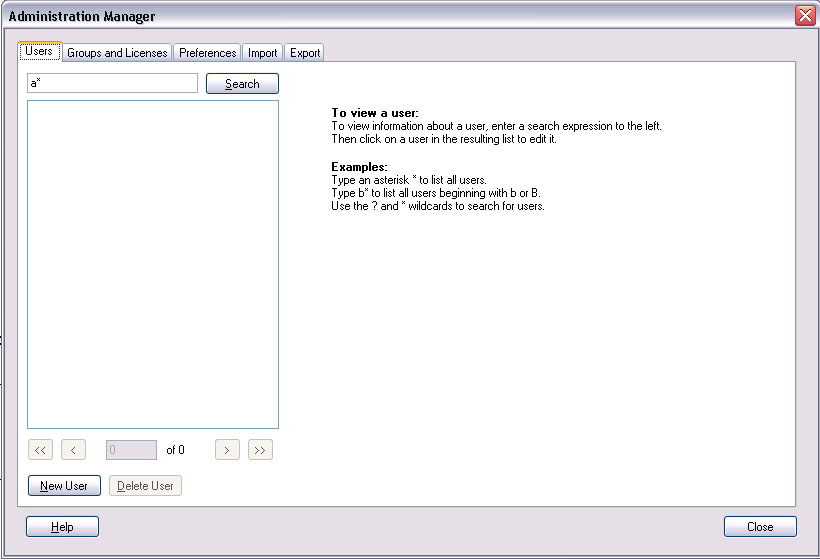 Administration Manager
Users Groups and Licenses Preferences Import Export
a* Search
To view a user:
To view information about a user, enter a search expression to the left.
Then click on a user in the resulting list to edit it.
Examples:
Type an asterisk * to list all users.
Type b* to list all users beginning with b or B.
Use the ? and * wildcards to search for users.
<< < 0 of 0 > >>
New User Delete User
Help Close